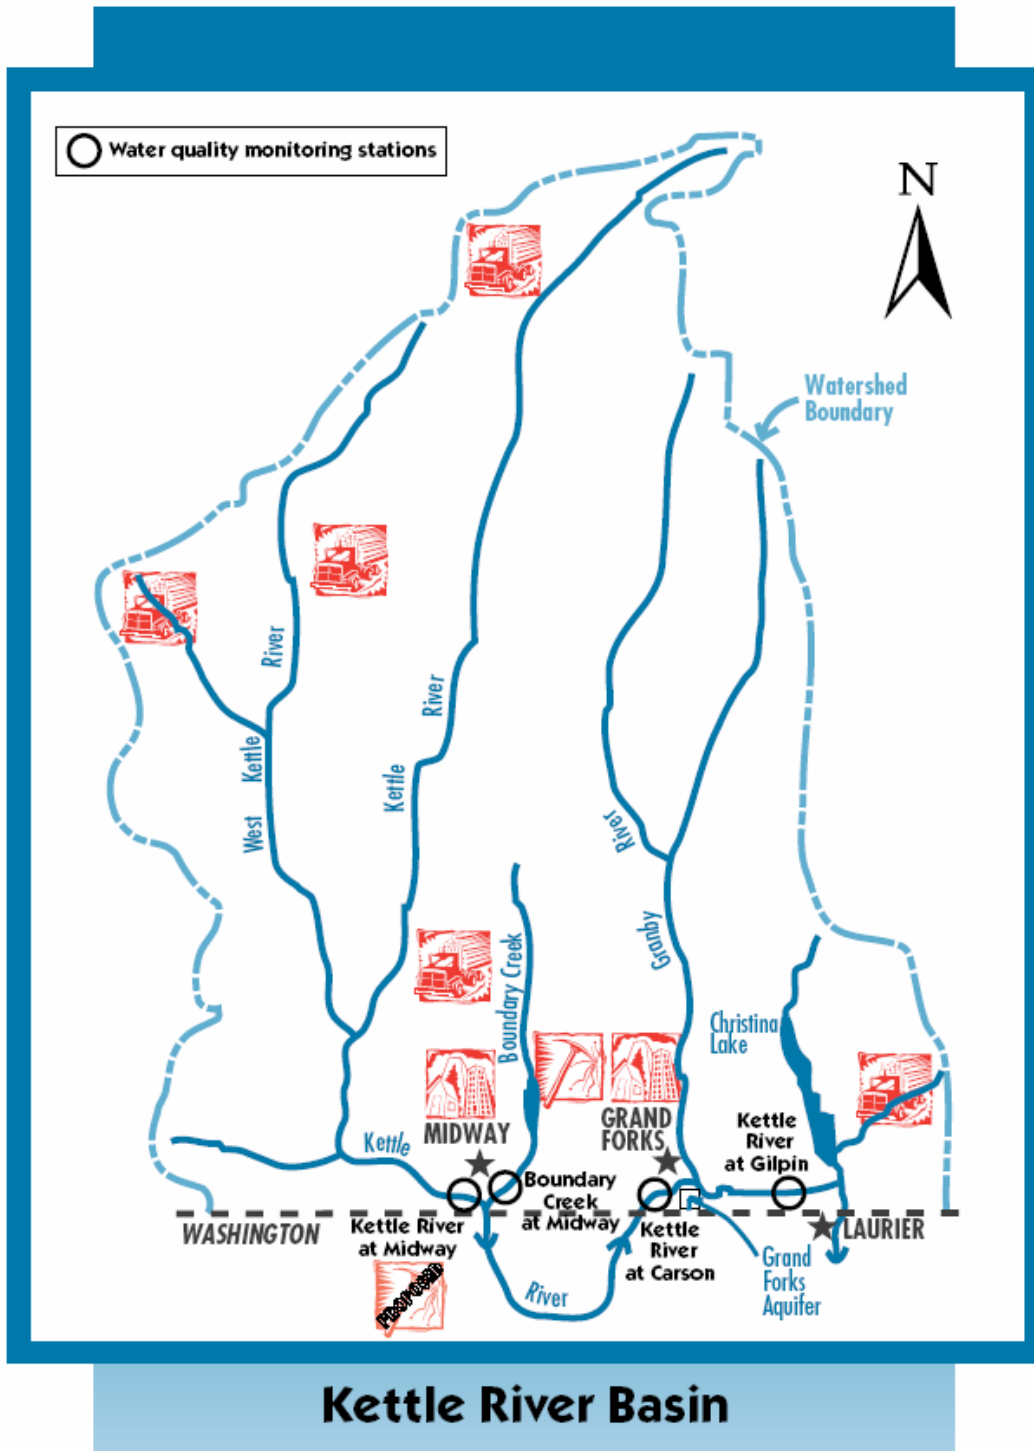 Water quality monitoring stations
N
Watershed
Boundary
River
River
Kettle
Kettle
West
River
Granby
Boundary Creek
Christina
Lake
MIDWAY
GRAND
FORKS
Kettle
River
at Gilpin
Kettle
Boundary
Creek
at Midway
WASHINGTON
Kettle River
at Midway
Kettle
River
at Carson
LAURIER
Grand
Forks
Aquifer
PROPOSED
River
Kettle River Basin